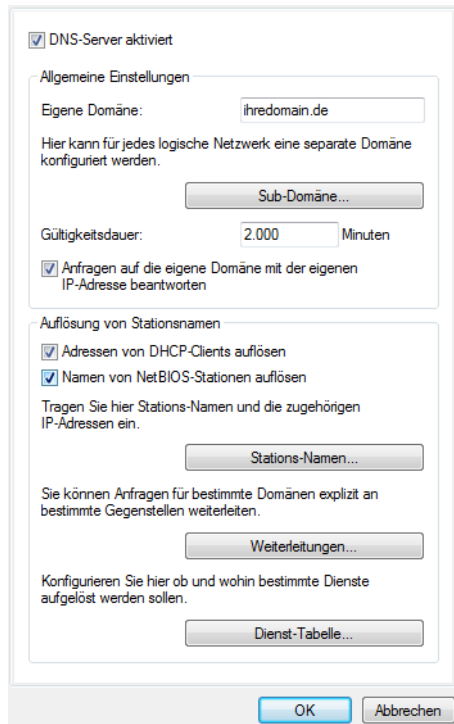 DNS-Server aktiviert
Allgemeine Einstellungen
Eigene Domäne: ihredomain.de
Hier kann für jedes logische Netzwerk eine separate Domäne
konfiguriert werden.
Sub-Domäne...
Gültigkeitsdauer: 2.000 Minuten
Anfragen auf die eigene Domäne mit der eigenen
IP-Adresse beantworten
Auflösung von Stationsnamen
Adressen von DHCP-Clients auflösen
Namen von NetBIOS-Stationen auflösen
Tragen Sie hier Stations-Namen und die zugehörigen
IP-Adressen ein.
Stations-Namen...
Sie können Anfragen für bestimmte Domänen explizit an
bestimmte Gegenstellen weiterleiten.
Weiterleitungen...
Konfigurieren Sie hier ob und wohin bestimmte Dienste
aufgelöst werden sollen.
Dienst-Tabelle...
OK Abbrechen